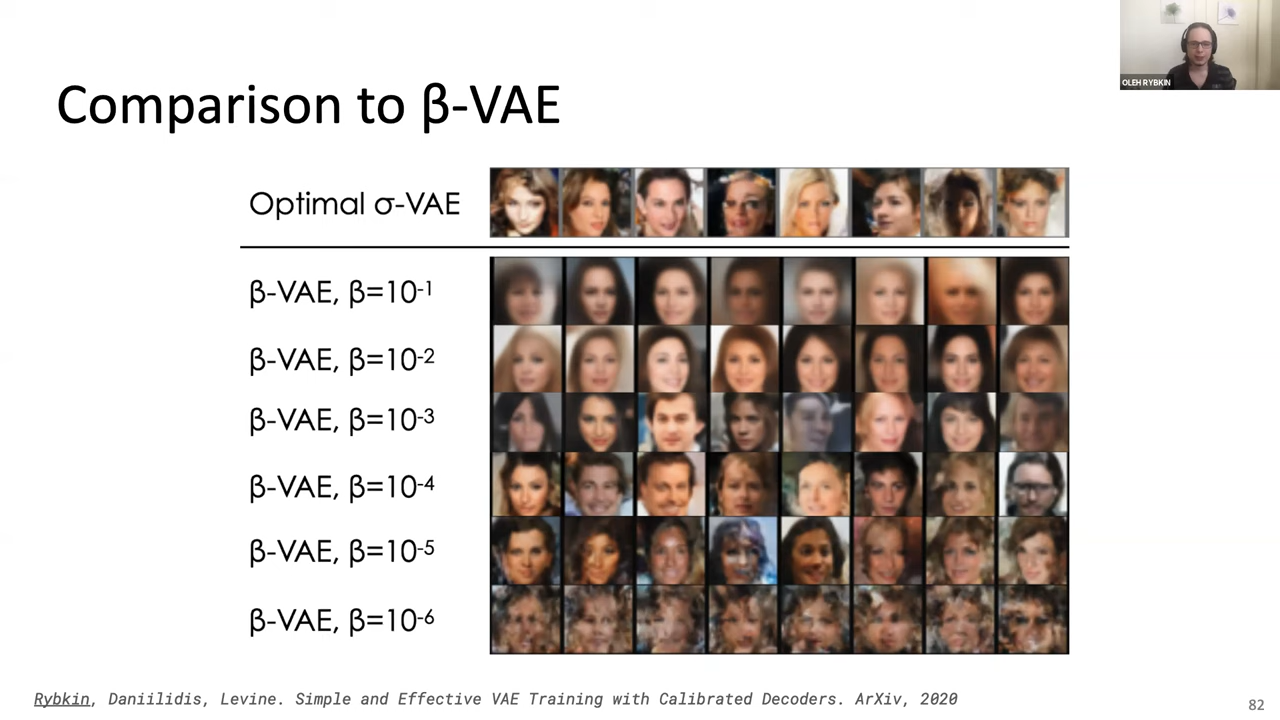 OLEH RYBKIN
Comparison to β-VAE
Optimal σ-VAE
β-VAE, β=10⁻¹
β-VAE, β=10⁻²
β-VAE, β=10⁻³
β-VAE, β=10⁻⁴
β-VAE, β=10⁻⁵
β-VAE, β=10⁻⁶
Rybkin, Daniilidis, Levine. Simple and Effective VAE Training with Calibrated Decoders. ArXiv, 2020
82